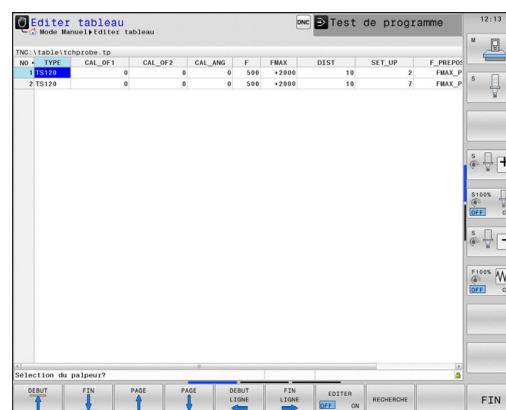 Editer tableau
Mode Manuel Editer tableau
DNC
Test de programme
12:13
TNC:\table\tchprobe.tp
NO TYPE CAL_OF1 CAL_OF2 CAL_ANG F FMAX DIST SET_UP F_PREPOS
1 TS120 0 0 0 500 +2000 10 2 FMAX_P
2 TS120 0 0 0 500 +2000 10 7 FMAX_P
M
S
S
S100%
OFF O
S
F100% W
OFF O
Sélection du palpeur?
DEBUT FIN PAGE PAGE DEBUT LIGNE FIN LIGNE EDITER OFF ON RECHERCHE FIN